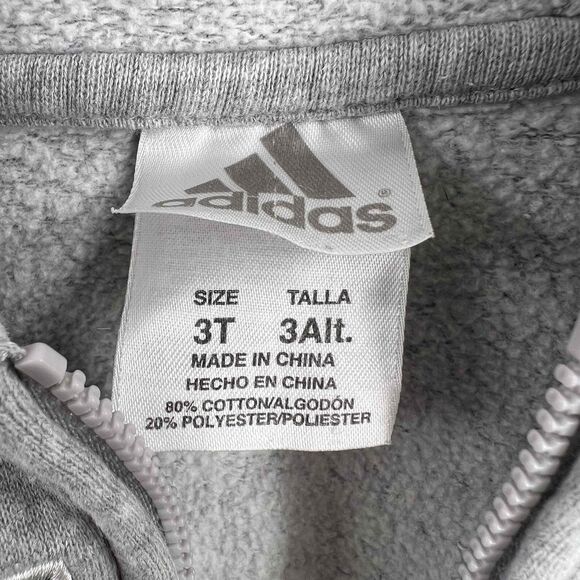 adidas®
SIZE TALLA
3T 3Alt.
MADE IN CHINA
HECHO EN CHINA
80% COTTON/ALGODÓN
20% POLYESTER/POLIESTER